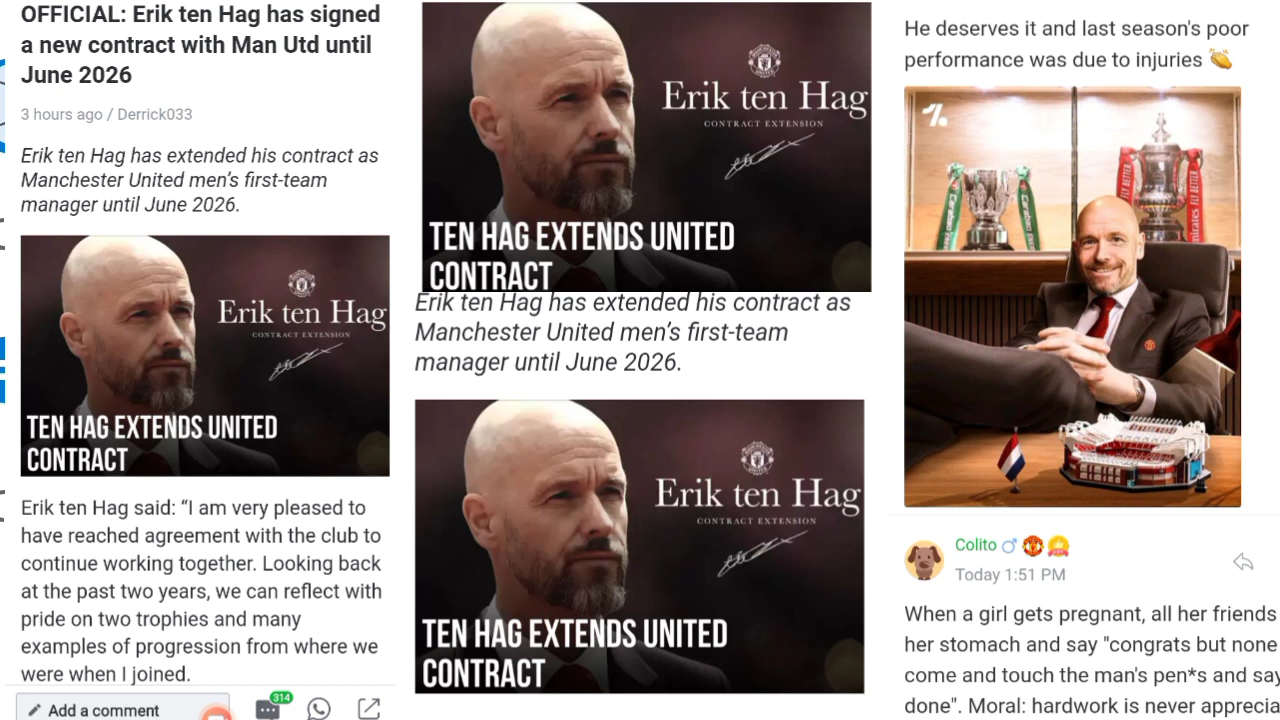 OFFICIAL: Erik ten Hag has signed
a new contract with Man Utd until
June 2026
3 hours ago / Derrick033
Erik ten Hag has extended his contract as
Manchester United men's first-team
manager until June 2026.
Erik ten Hag
CONTRACT EXTENSION
TEN HAG EXTENDS UNITED
CONTRACT
Erik ten Hag said: “I am very pleased to
have reached agreement with the club to
continue working together. Looking back
at the past two years, we can reflect with
pride on two trophies and many
examples of progression from where we
were when I joined.
Add a comment
314
Erik ten Hag
CONTRACT EXTENSION
TEN HAG EXTENDS UNITED
CONTRACT
Erik ten Hag has extended his contract as
Manchester United men's first-team
manager until June 2026.
Erik ten Hag
CONTRACT EXTENSION
TEN HAG EXTENDS UNITED
CONTRACT
He deserves it and last season's poor
performance was due to injuries 👏
Carabao
Carabao
FLY BETTER
Emirates FLY BETTER
Colito
Today 1:51 PM
When a girl gets pregnant, all her friends
her stomach and say "congrats but none
come and touch the man's pen*s and say
done". Moral: hardwork is never apprecia